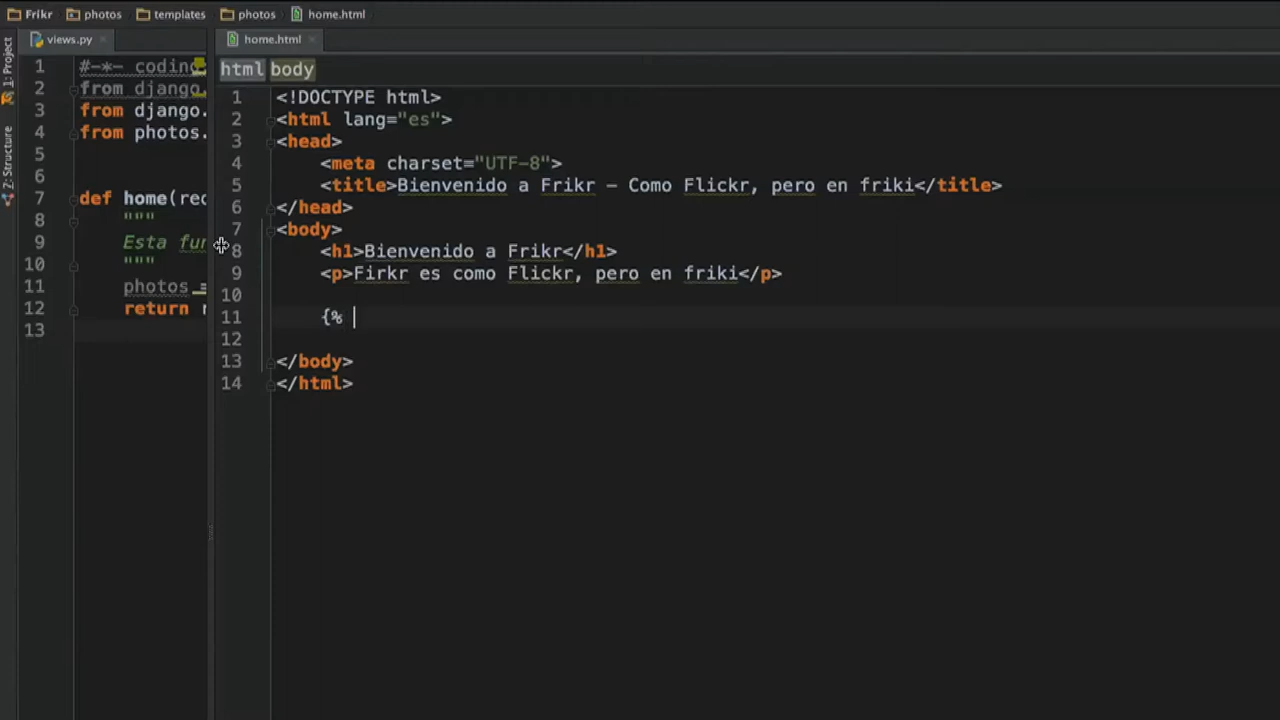 Frikr photos templates photos home.html
views.py
home.html
1: Project
Z: Structure
1 #-*- coding
2 from django.
3 from django.
4 from photos.
5
6
7 def home(rec
8 """
9 Esta fun
10 """
11 photos =
12 return r
13
html body
1 <!DOCTYPE html>
2 <html lang="es">
3 <head>
4 <meta charset="UTF-8">
5 <title>Bienvenido a Frikr - Como Flickr, pero en friki</title>
6 </head>
7 <body>
8 <h1>Bienvenido a Frikr</h1>
9 <p>Firkr es como Flickr, pero en friki</p>
10
11 {%
12
13 </body>
14 </html>